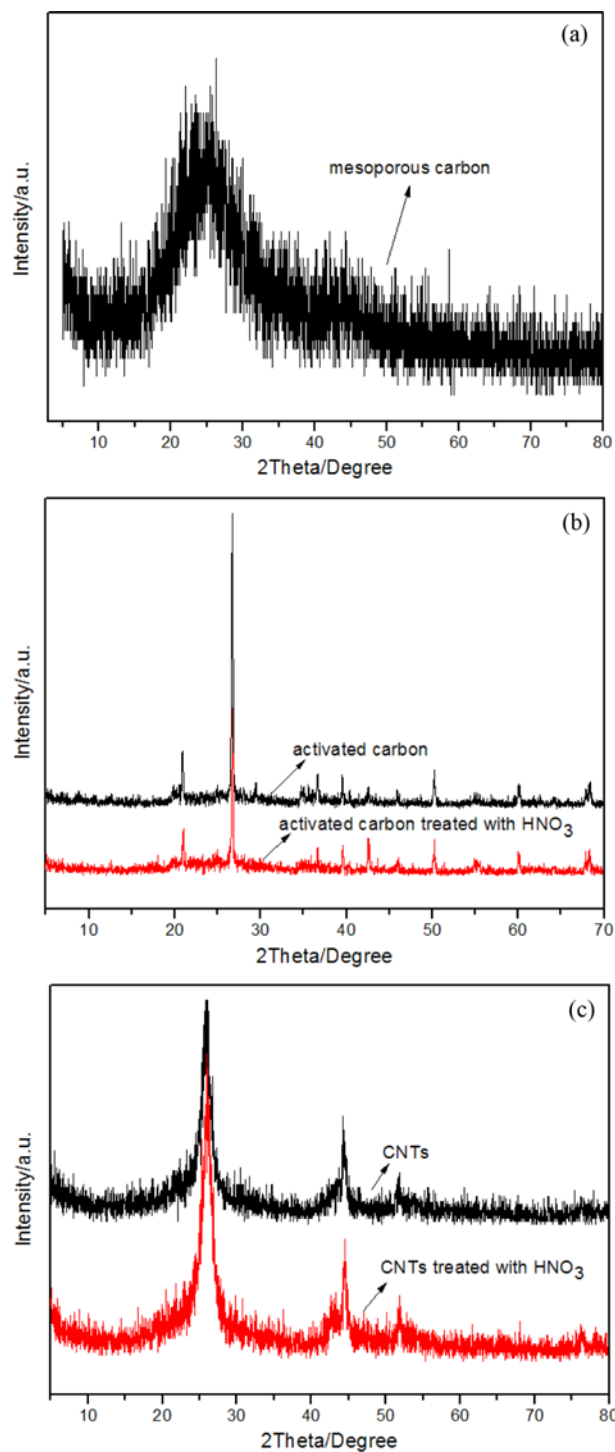 (a)
mesoporous carbon
Intensity/a.u.
10 20 30 40 50 60 70 80
2Theta/Degree
(b)
activated carbon
activated carbon treated with HNO3
Intensity/a.u.
10 20 30 40 50 60 70
2Theta/Degree
(c)
CNTs
CNTs treated with HNO3
Intensity/a.u.
10 20 30 40 50 60 70 80
2Theta/Degree